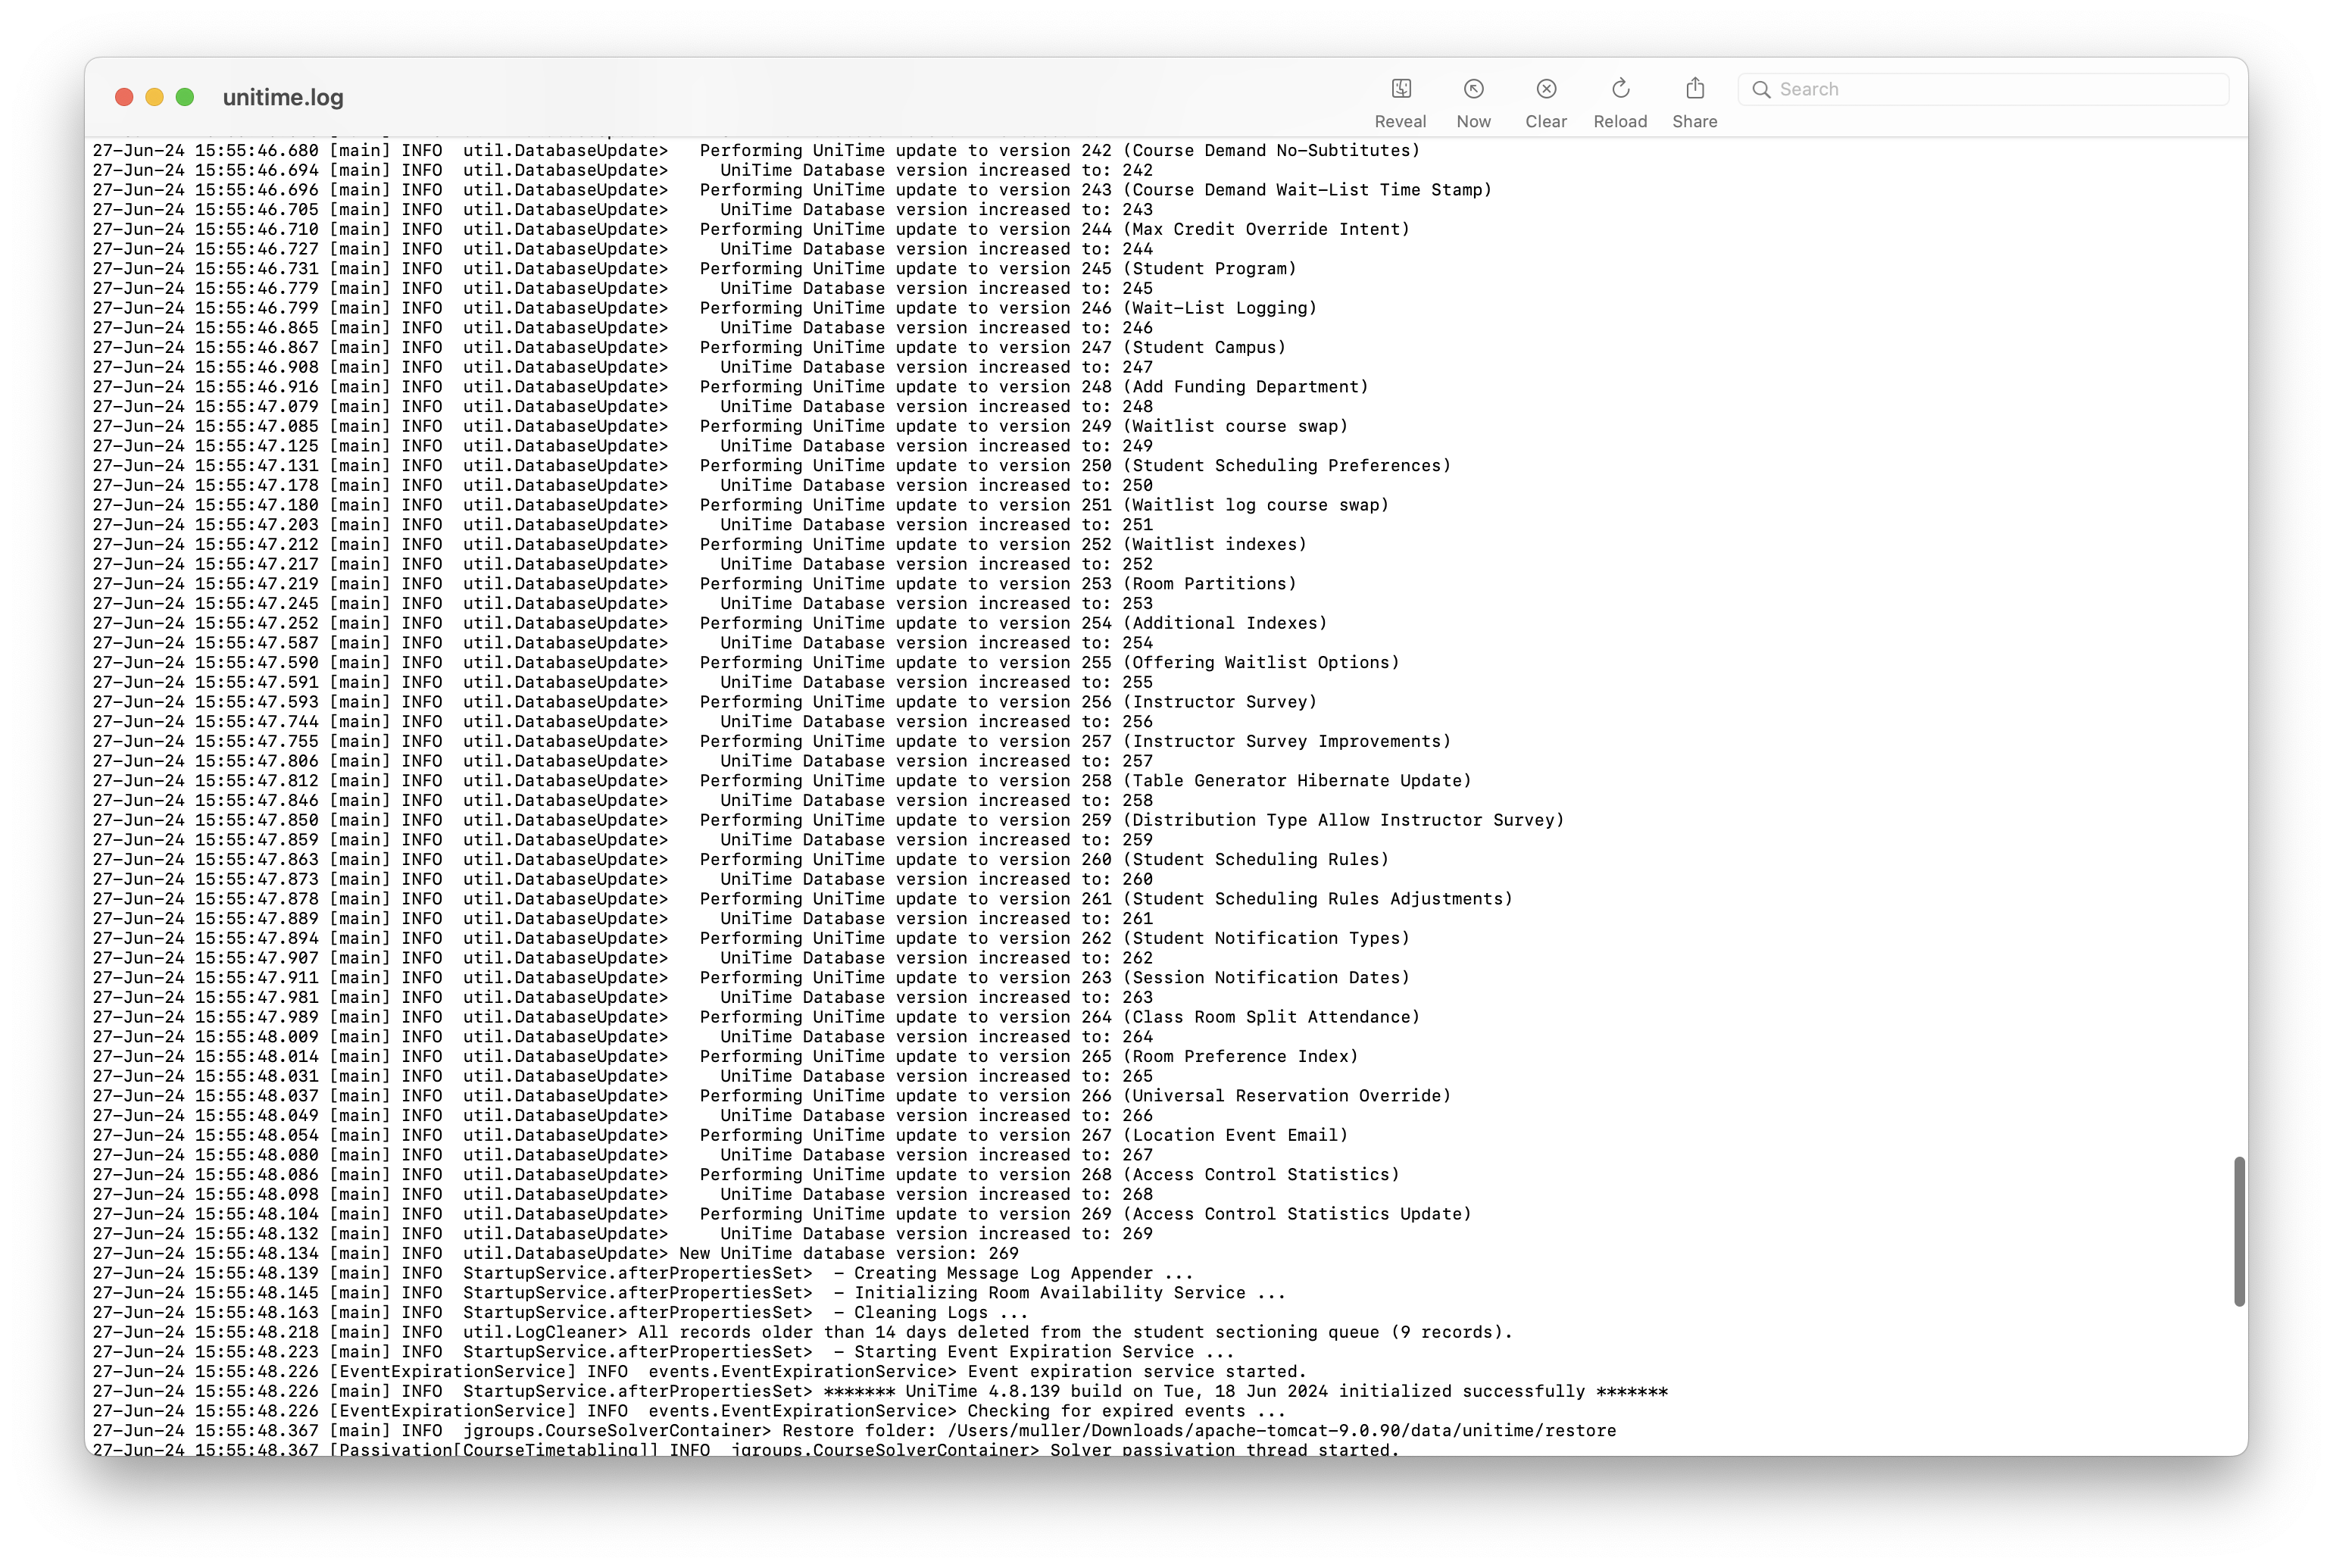 unitime.log
Reveal Now Clear Reload Share Search
27-Jun-24 15:55:46.680 [main] INFO  util.DatabaseUpdate>   Performing UniTime update to version 242 (Course Demand No-Subtitutes)
27-Jun-24 15:55:46.694 [main] INFO  util.DatabaseUpdate>     UniTime Database version increased to: 242
27-Jun-24 15:55:46.696 [main] INFO  util.DatabaseUpdate>   Performing UniTime update to version 243 (Course Demand Wait-List Time Stamp)
27-Jun-24 15:55:46.705 [main] INFO  util.DatabaseUpdate>     UniTime Database version increased to: 243
27-Jun-24 15:55:46.710 [main] INFO  util.DatabaseUpdate>   Performing UniTime update to version 244 (Max Credit Override Intent)
27-Jun-24 15:55:46.727 [main] INFO  util.DatabaseUpdate>     UniTime Database version increased to: 244
27-Jun-24 15:55:46.731 [main] INFO  util.DatabaseUpdate>   Performing UniTime update to version 245 (Student Program)
27-Jun-24 15:55:46.779 [main] INFO  util.DatabaseUpdate>     UniTime Database version increased to: 245
27-Jun-24 15:55:46.799 [main] INFO  util.DatabaseUpdate>   Performing UniTime update to version 246 (Wait-List Logging)
27-Jun-24 15:55:46.865 [main] INFO  util.DatabaseUpdate>     UniTime Database version increased to: 246
27-Jun-24 15:55:46.867 [main] INFO  util.DatabaseUpdate>   Performing UniTime update to version 247 (Student Campus)
27-Jun-24 15:55:46.908 [main] INFO  util.DatabaseUpdate>     UniTime Database version increased to: 247
27-Jun-24 15:55:46.916 [main] INFO  util.DatabaseUpdate>   Performing UniTime update to version 248 (Add Funding Department)
27-Jun-24 15:55:47.079 [main] INFO  util.DatabaseUpdate>     UniTime Database version increased to: 248
27-Jun-24 15:55:47.085 [main] INFO  util.DatabaseUpdate>   Performing UniTime update to version 249 (Waitlist course swap)
27-Jun-24 15:55:47.125 [main] INFO  util.DatabaseUpdate>     UniTime Database version increased to: 249
27-Jun-24 15:55:47.131 [main] INFO  util.DatabaseUpdate>   Performing UniTime update to version 250 (Student Scheduling Preferences)
27-Jun-24 15:55:47.178 [main] INFO  util.DatabaseUpdate>     UniTime Database version increased to: 250
27-Jun-24 15:55:47.180 [main] INFO  util.DatabaseUpdate>   Performing UniTime update to version 251 (Waitlist log course swap)
27-Jun-24 15:55:47.203 [main] INFO  util.DatabaseUpdate>     UniTime Database version increased to: 251
27-Jun-24 15:55:47.212 [main] INFO  util.DatabaseUpdate>   Performing UniTime update to version 252 (Waitlist indexes)
27-Jun-24 15:55:47.217 [main] INFO  util.DatabaseUpdate>     UniTime Database version increased to: 252
27-Jun-24 15:55:47.219 [main] INFO  util.DatabaseUpdate>   Performing UniTime update to version 253 (Room Partitions)
27-Jun-24 15:55:47.245 [main] INFO  util.DatabaseUpdate>     UniTime Database version increased to: 253
27-Jun-24 15:55:47.252 [main] INFO  util.DatabaseUpdate>   Performing UniTime update to version 254 (Additional Indexes)
27-Jun-24 15:55:47.587 [main] INFO  util.DatabaseUpdate>     UniTime Database version increased to: 254
27-Jun-24 15:55:47.590 [main] INFO  util.DatabaseUpdate>   Performing UniTime update to version 255 (Offering Waitlist Options)
27-Jun-24 15:55:47.591 [main] INFO  util.DatabaseUpdate>     UniTime Database version increased to: 255
27-Jun-24 15:55:47.593 [main] INFO  util.DatabaseUpdate>   Performing UniTime update to version 256 (Instructor Survey)
27-Jun-24 15:55:47.744 [main] INFO  util.DatabaseUpdate>     UniTime Database version increased to: 256
27-Jun-24 15:55:47.755 [main] INFO  util.DatabaseUpdate>   Performing UniTime update to version 257 (Instructor Survey Improvements)
27-Jun-24 15:55:47.806 [main] INFO  util.DatabaseUpdate>     UniTime Database version increased to: 257
27-Jun-24 15:55:47.812 [main] INFO  util.DatabaseUpdate>   Performing UniTime update to version 258 (Table Generator Hibernate Update)
27-Jun-24 15:55:47.846 [main] INFO  util.DatabaseUpdate>     UniTime Database version increased to: 258
27-Jun-24 15:55:47.850 [main] INFO  util.DatabaseUpdate>   Performing UniTime update to version 259 (Distribution Type Allow Instructor Survey)
27-Jun-24 15:55:47.859 [main] INFO  util.DatabaseUpdate>     UniTime Database version increased to: 259
27-Jun-24 15:55:47.863 [main] INFO  util.DatabaseUpdate>   Performing UniTime update to version 260 (Student Scheduling Rules)
27-Jun-24 15:55:47.873 [main] INFO  util.DatabaseUpdate>     UniTime Database version increased to: 260
27-Jun-24 15:55:47.878 [main] INFO  util.DatabaseUpdate>   Performing UniTime update to version 261 (Student Scheduling Rules Adjustments)
27-Jun-24 15:55:47.889 [main] INFO  util.DatabaseUpdate>     UniTime Database version increased to: 261
27-Jun-24 15:55:47.894 [main] INFO  util.DatabaseUpdate>   Performing UniTime update to version 262 (Student Notification Types)
27-Jun-24 15:55:47.907 [main] INFO  util.DatabaseUpdate>     UniTime Database version increased to: 262
27-Jun-24 15:55:47.911 [main] INFO  util.DatabaseUpdate>   Performing UniTime update to version 263 (Session Notification Dates)
27-Jun-24 15:55:47.981 [main] INFO  util.DatabaseUpdate>     UniTime Database version increased to: 263
27-Jun-24 15:55:47.989 [main] INFO  util.DatabaseUpdate>   Performing UniTime update to version 264 (Class Room Split Attendance)
27-Jun-24 15:55:48.009 [main] INFO  util.DatabaseUpdate>     UniTime Database version increased to: 264
27-Jun-24 15:55:48.014 [main] INFO  util.DatabaseUpdate>   Performing UniTime update to version 265 (Room Preference Index)
27-Jun-24 15:55:48.031 [main] INFO  util.DatabaseUpdate>     UniTime Database version increased to: 265
27-Jun-24 15:55:48.037 [main] INFO  util.DatabaseUpdate>   Performing UniTime update to version 266 (Universal Reservation Override)
27-Jun-24 15:55:48.049 [main] INFO  util.DatabaseUpdate>     UniTime Database version increased to: 266
27-Jun-24 15:55:48.054 [main] INFO  util.DatabaseUpdate>   Performing UniTime update to version 267 (Location Event Email)
27-Jun-24 15:55:48.080 [main] INFO  util.DatabaseUpdate>     UniTime Database version increased to: 267
27-Jun-24 15:55:48.086 [main] INFO  util.DatabaseUpdate>   Performing UniTime update to version 268 (Access Control Statistics)
27-Jun-24 15:55:48.098 [main] INFO  util.DatabaseUpdate>     UniTime Database version increased to: 268
27-Jun-24 15:55:48.104 [main] INFO  util.DatabaseUpdate>   Performing UniTime update to version 269 (Access Control Statistics Update)
27-Jun-24 15:55:48.132 [main] INFO  util.DatabaseUpdate>     UniTime Database version increased to: 269
27-Jun-24 15:55:48.134 [main] INFO  util.DatabaseUpdate> New UniTime database version: 269
27-Jun-24 15:55:48.139 [main] INFO  StartupService.afterPropertiesSet>  - Creating Message Log Appender ...
27-Jun-24 15:55:48.145 [main] INFO  StartupService.afterPropertiesSet>  - Initializing Room Availability Service ...
27-Jun-24 15:55:48.163 [main] INFO  StartupService.afterPropertiesSet>  - Cleaning Logs ...
27-Jun-24 15:55:48.218 [main] INFO  util.LogCleaner> All records older than 14 days deleted from the student sectioning queue (9 records).
27-Jun-24 15:55:48.223 [main] INFO  StartupService.afterPropertiesSet>  - Starting Event Expiration Service ...
27-Jun-24 15:55:48.226 [EventExpirationService] INFO  events.EventExpirationService> Event expiration service started.
27-Jun-24 15:55:48.226 [main] INFO  StartupService.afterPropertiesSet> ******* UniTime 4.8.139 build on Tue, 18 Jun 2024 initialized successfully *******
27-Jun-24 15:55:48.226 [EventExpirationService] INFO  events.EventExpirationService> Checking for expired events ...
27-Jun-24 15:55:48.367 [main] INFO  jgroups.CourseSolverContainer> Restore folder: /Users/muller/Downloads/apache-tomcat-9.0.90/data/unitime/restore
27-Jun-24 15:55:48.367 [Passivation[CourseTimetabling]] INFO  jgroups.CourseSolverContainer> Solver passivation thread started.